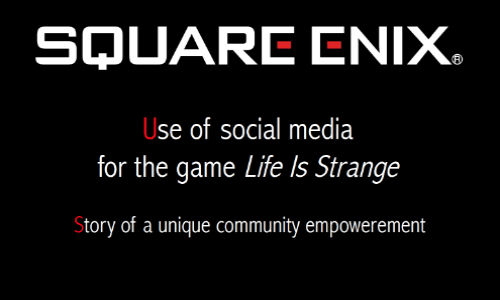 SQUARE ENIX®
Use of social media
for the game Life Is Strange
Story of a unique community empowerement